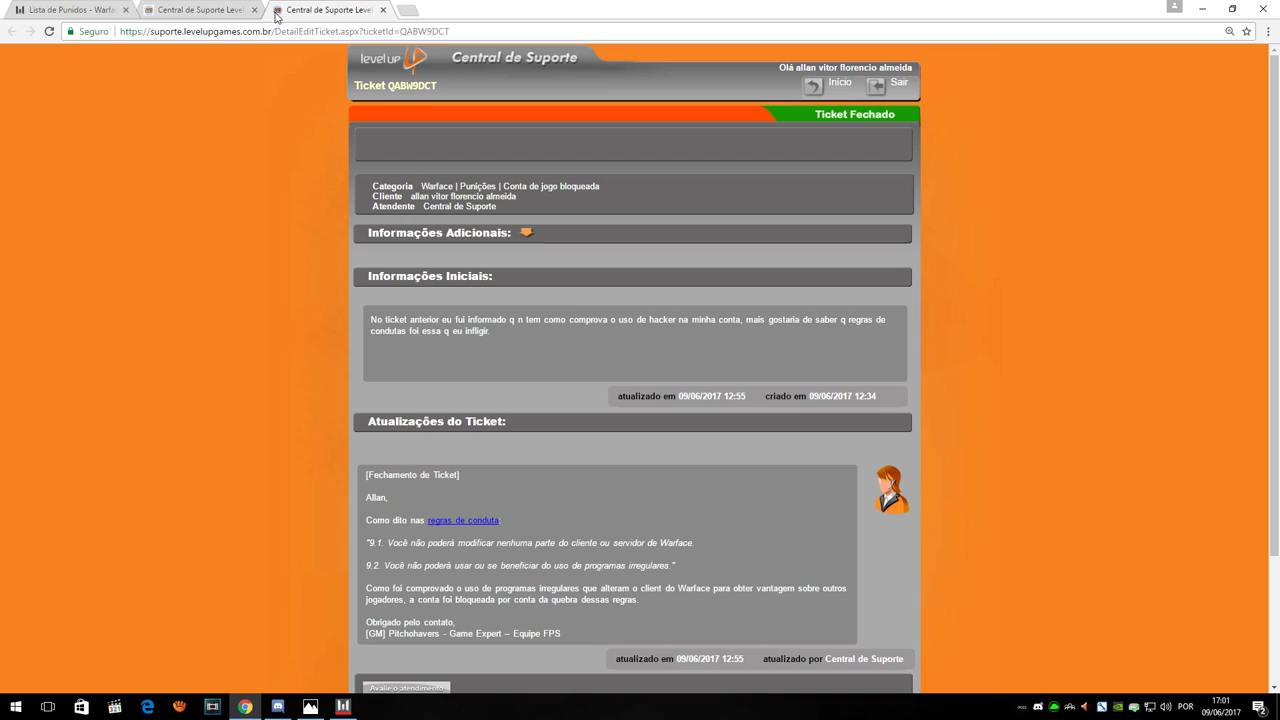 Lista de Punidos - Warfa
Central de Suporte Level
Central de Suporte Level
Seguro
https://suporte.levelupgames.com.br/DetailEditTicket.aspx?ticketId=QABW9DCT
level up
Central de Suporte
Olá allan vitor florencio almeida
Ticket QABW9DCT
Início
Sair
Ticket Fechado
Categoria Warface | Punições | Conta de jogo bloqueada
Cliente allan vitor florencio almeida
Atendente Central de Suporte
Informações Adicionais:
Informações Iniciais:
No ticket anterior eu fui informado q n tem como comprova o uso de hacker na minha conta, mais gostaria de saber q regras de
condutas foi essa q eu infligir.
atualizado em 09/06/2017 12:55 criado em 09/06/2017 12:34
Atualizações do Ticket:
[Fechamento de Ticket]
Allan,
Como dito nas regras de conduta:
"9.1. Você não poderá modificar nenhuma parte do cliente ou servidor de Warface.
9.2. Você não poderá usar ou se beneficiar do uso de programas irregulares."
Como foi comprovado o uso de programas irregulares que alteram o client do Warface para obter vantagem sobre outros
jogadores, a conta foi bloqueada por conta da quebra dessas regras.
Obrigado pelo contato,
[GM] Pitchohavers - Game Expert – Equipe FPS
atualizado em 09/06/2017 12:55 atualizado por Central de Suporte
Avalie o atendimento
POR
17:01
09/06/2017